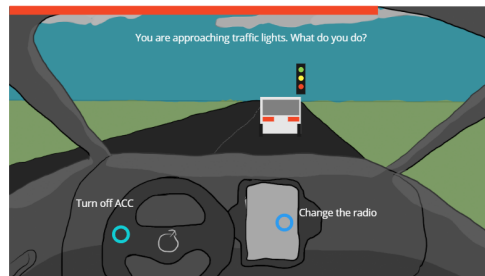 You are approaching traffic lights. What do you do?
Turn off ACC
Change the radio